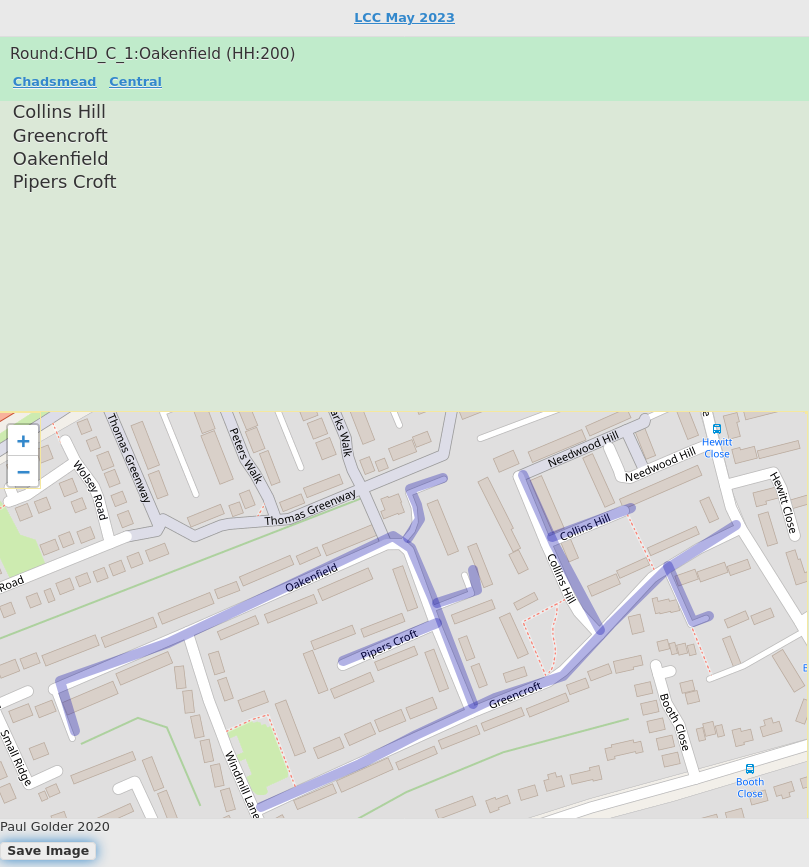 LCC May 2023
Round:CHD_C_1:Oakenfield (HH:200)
Chadsmead Central
Collins Hill
Greencroft
Oakenfield
Pipers Croft
+
−
Thomas Greenway
Peters Walk
arks Walk
Needwood Hill
Needwood Hill
Hewitt
Close
Hewitt Close
Wolsey Road
Thomas Greenway
Collins Hill
Collins Hill
Road
Oakenfield
Pipers Croft
Greencroft
Small Ridge
Windmill Lane
Booth Close
Booth
Close
Paul Golder 2020
Save Image